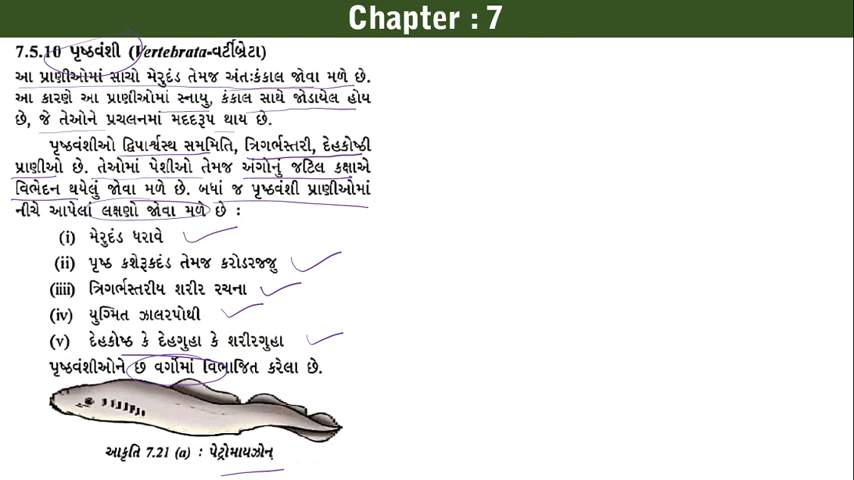 Chapter : 7
7.5.10 પૃષ્ઠવંશી (Vertebrata-વર્ટીબ્રેટા)
આ પ્રાણીઓમાં સાચો મેરુદંડ તેમજ અંતઃકંકાલ જોવા મળે છે.
આ કારણે આ પ્રાણીઓમાં સ્નાયુ, કંકાલ સાથે જોડાયેલ હોય
છે, જે તેઓને પ્રચલનમાં મદદરૂપ થાય છે.
પૃષ્ઠવંશીઓ દ્વિપાર્શ્વસ્થ સમમિતિ, ત્રિગર્ભસ્તરી, દેહકોષ્ઠી
પ્રાણીઓ છે. તેઓમાં પેશીઓ તેમજ અંગોનું જટિલ કક્ષાએ
વિભેદન થયેલું જોવા મળે છે. બધાં જ પૃષ્ઠવંશી પ્રાણીઓમાં
નીચે આપેલાં લક્ષણો જોવા મળે છે :
(i) મેરુદંડ ધરાવે
(ii) પૃષ્ઠ કશેરૂકદંડ તેમજ કરોડરજ્જુ
(iiii) ત્રિગર્ભસ્તરીય શરીર રચના
(iv) યુગ્મિત ઝાલરપોથી
(v) દેહકોષ્ઠ કે દેહગુહા કે શરીરગુહા
પૃષ્ઠવંશીઓને છ વર્ગોમાં વિભાજિત કરેલા છે.
આકૃતિ 7.21 (a) : પેટ્રોમાયઝોન્